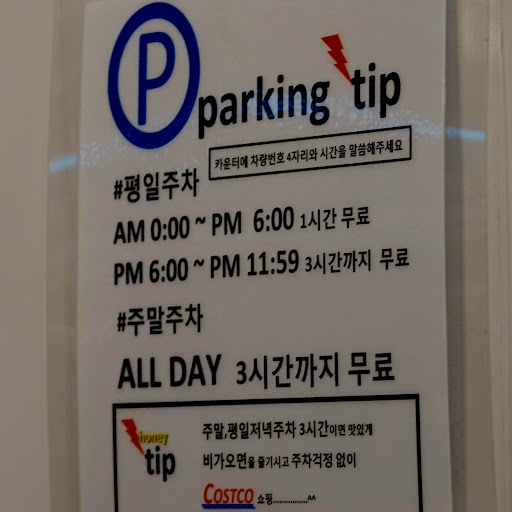 P parking tip
카운터에 차량번호 4자리와 시간을 말씀해주세요
#평일주차
AM 0:00 ~ PM 6:00 1시간 무료
PM 6:00 ~ PM 11:59 3시간까지 무료
#주말주차
ALL DAY 3시간까지 무료
honey tip
주말,평일저녁주차 3시간이면 맛있게
비가오면을 즐기시고 주차걱정 없이
COSTCO 쇼핑................^^